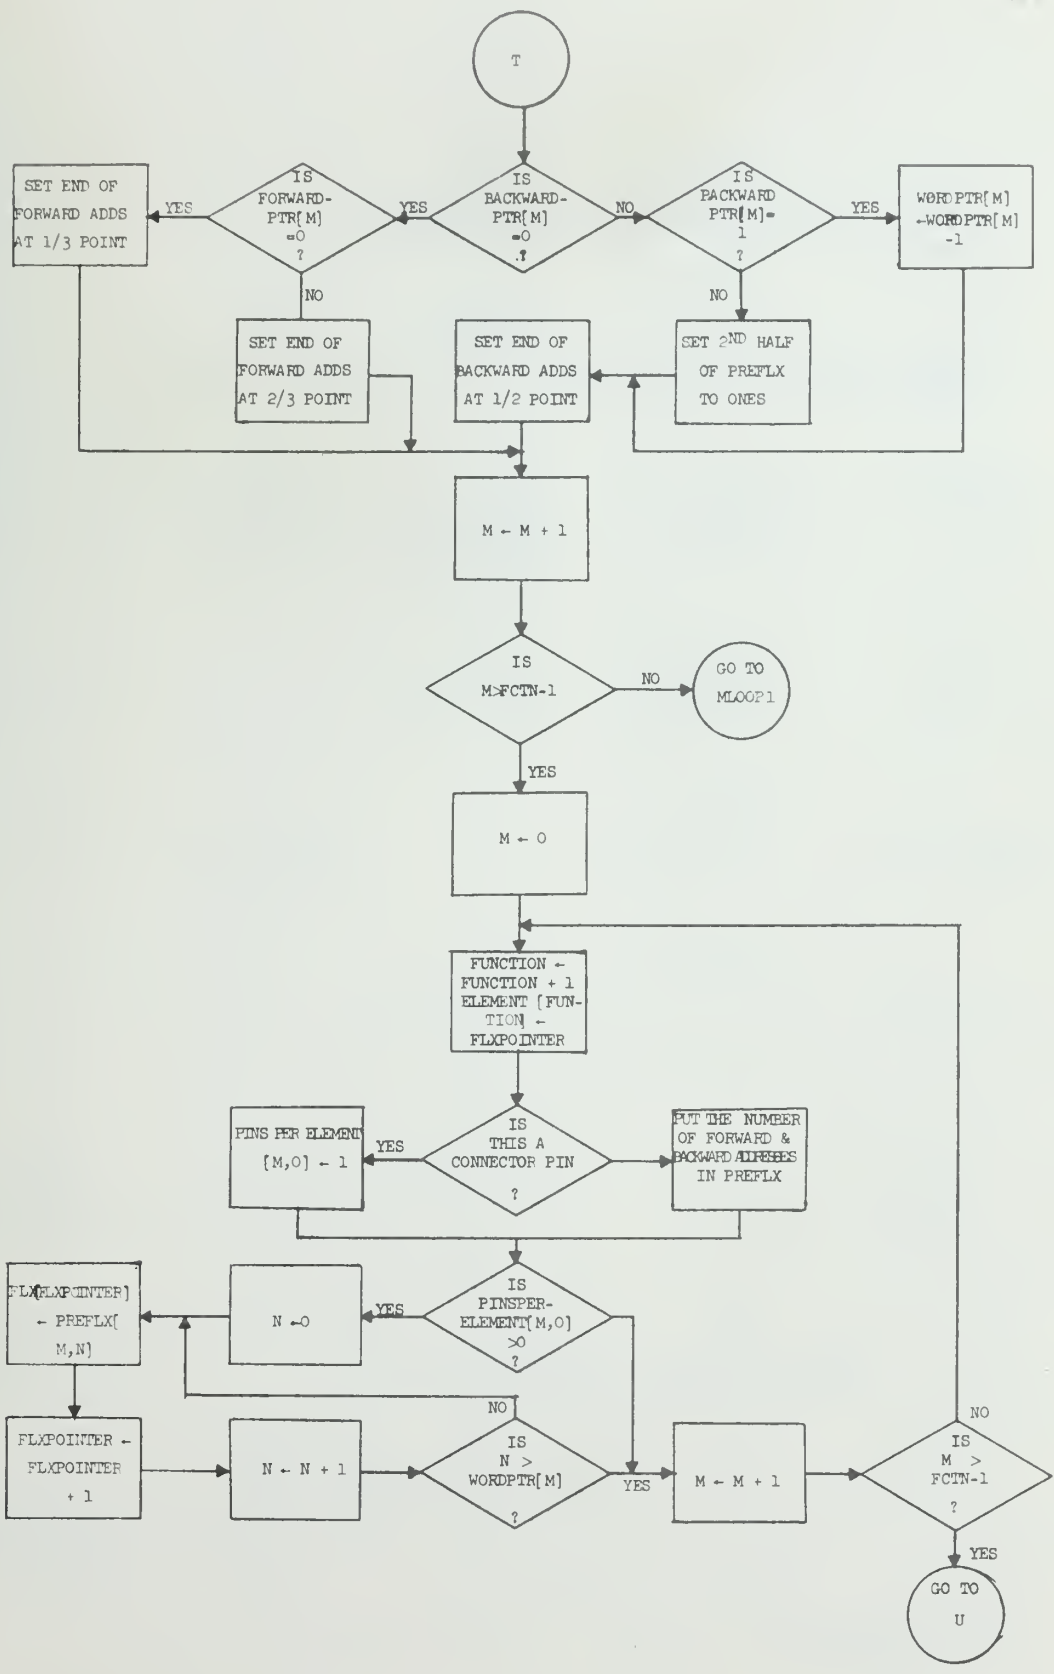 T
SET END OF
FORWARD ADDS
AT 1/3 POINT
YES
IS
FORWARD-
PTR[M]
=0
?
YES
IS
BACKWARD-
PTR[M]
=0
.?
NO
IS
BACKWARD
PTR[M]=
1
?
YES
WØRDPTR[M]
←WORDPTR[M]
-1
NO
NO
SET END OF
FORWARD ADDS
AT 2/3 POINT
SET END OF
BACKWARD ADDS
AT 1/2 POINT
SET 2ND HALF
OF PREFLX
TO ONES
M ← M + 1
IS
M>FCTN-1
NO
GO TO
MLOOP1
YES
M ← 0
FUNCTION ←
FUNCTION + 1
ELEMENT [FUN-
TION] ←
FLXPOINTER
PINS PER ELEMENT
[M,0] ← 1
YES
IS
THIS A
CONNECTOR PIN
?
PUT THE NUMBER
OF FORWARD &
BACKWARD ADDRESSES
IN PREFLX
FLX[FLXPOINTER]
← PREFLX[
M,N]
N ←0
YES
IS
PINSPER-
ELEMENT[M,0]
>0
?
FLXPOINTER ←
FLXPOINTER
+ 1
N ← N + 1
NO
IS
N >
WORDPTR[M]
?
YES
M ← M + 1
NO
IS
M >
FCTN-1
?
YES
GO TO
U